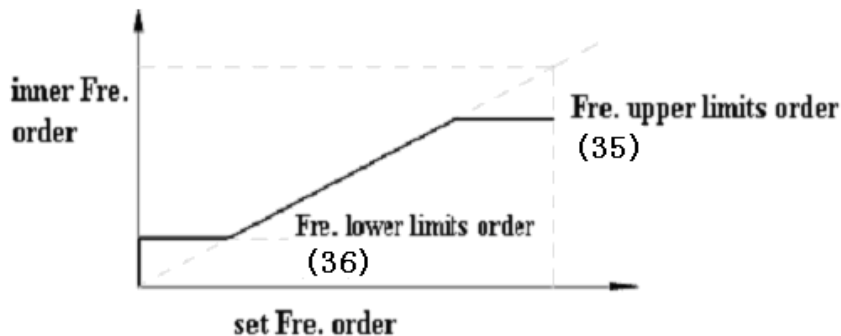 inner Fre.
order
Fre. upper limits order
(35)
Fre. lower limits order
(36)
set Fre. order